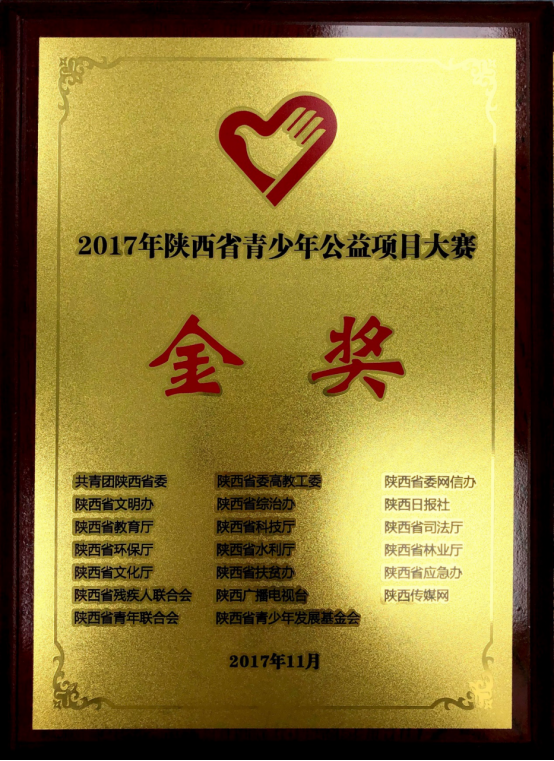 2017年陕西省青少年公益项目大赛
金 奖
共青团陕西省委 陕西省委高教工委 陕西省委网信办
陕西省文明办 陕西省综治办 陕西日报社
陕西省教育厅 陕西省科技厅 陕西省司法厅
陕西省环保厅 陕西省水利厅 陕西省林业厅
陕西省文化厅 陕西省扶贫办 陕西省应急办
陕西省残疾人联合会 陕西广播电视台 陕西传媒网
陕西省青年联合会 陕西省青少年发展基金会
2017年11月